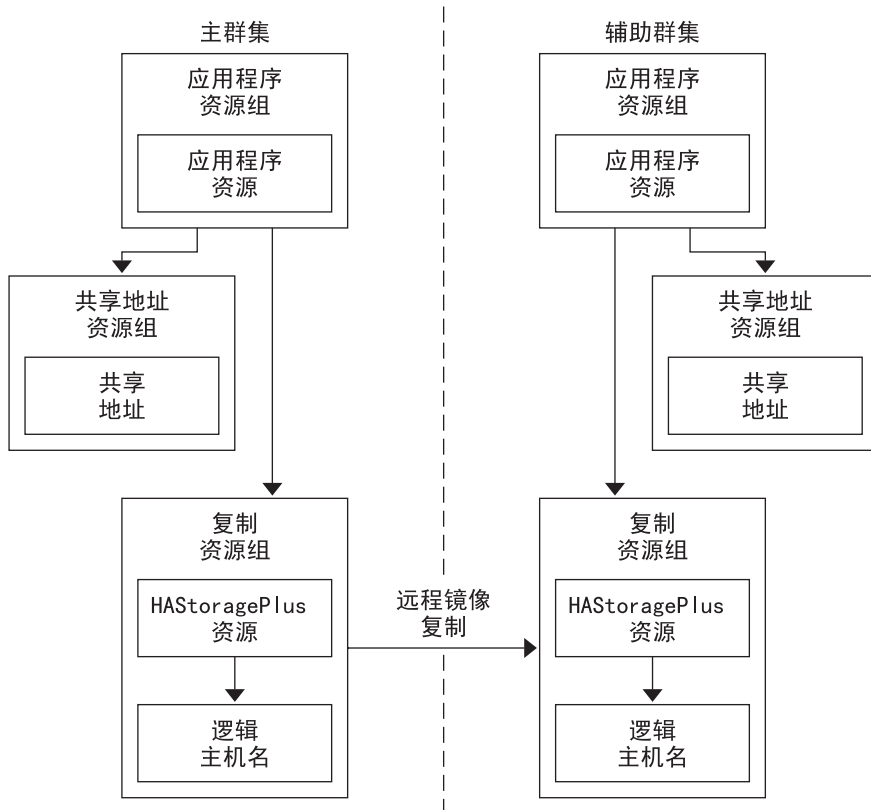 主群集
应用程序
资源组
应用程序
资源
共享地址
资源组
共享
地址
复制
资源组
HAStoragePlus
资源
逻辑
主机名
远程镜像
复制
辅助群集
应用程序
资源组
应用程序
资源
共享地址
资源组
共享
地址
复制
资源组
HAStoragePlus
资源
逻辑
主机名